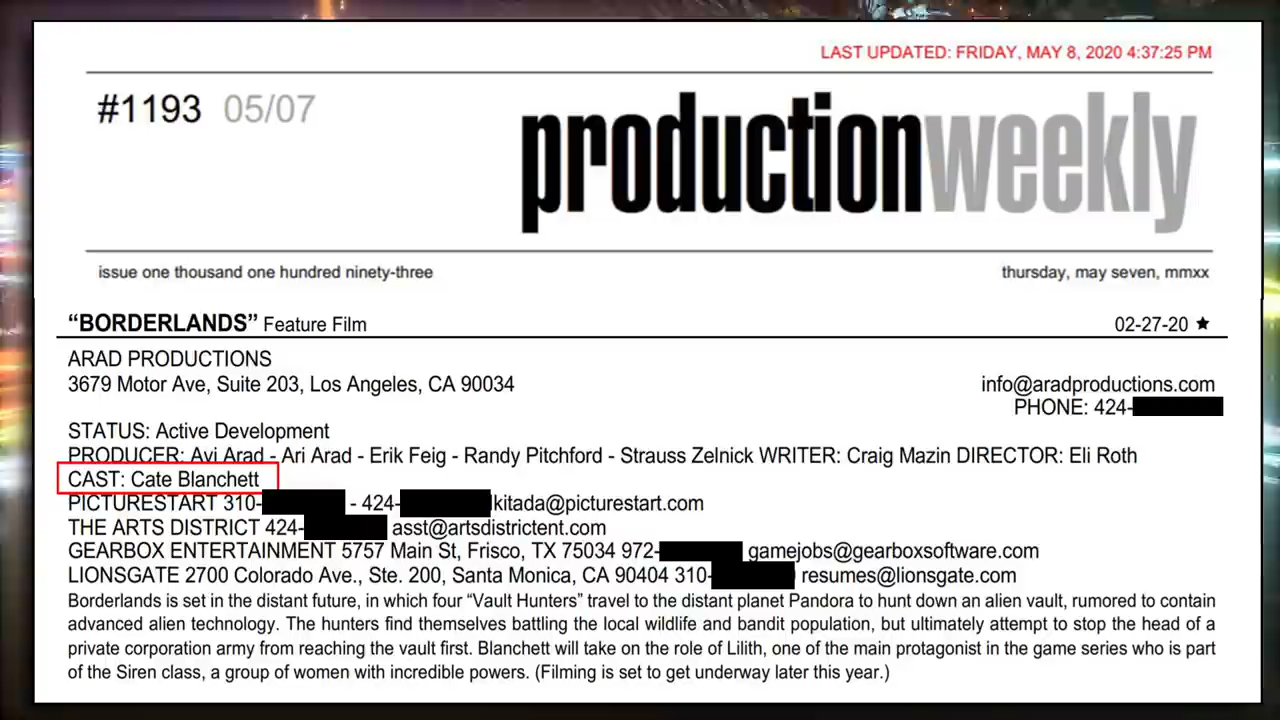 LAST UPDATED: FRIDAY, MAY 8, 2020 4:37:25 PM
#1193 05/07
productionweekly
issue one thousand one hundred ninety-three
thursday, may seven, mmxx
“BORDERLANDS” Feature Film
02-27-20 ★
ARAD PRODUCTIONS
3679 Motor Ave, Suite 203, Los Angeles, CA 90034
info@aradproductions.com
PHONE: 424-
STATUS: Active Development
PRODUCER: Avi Arad - Ari Arad - Erik Feig - Randy Pitchford - Strauss Zelnick WRITER: Craig Mazin DIRECTOR: Eli Roth
CAST: Cate Blanchett
PICTURESTART 310- - 424- lkitada@picturestart.com
THE ARTS DISTRICT 424- asst@artsdistrictent.com
GEARBOX ENTERTAINMENT 5757 Main St, Frisco, TX 75034 972- gamejobs@gearboxsoftware.com
LIONSGATE 2700 Colorado Ave., Ste. 200, Santa Monica, CA 90404 310- resumes@lionsgate.com
Borderlands is set in the distant future, in which four “Vault Hunters” travel to the distant planet Pandora to hunt down an alien vault, rumored to contain
advanced alien technology. The hunters find themselves battling the local wildlife and bandit population, but ultimately attempt to stop the head of a
private corporation army from reaching the vault first. Blanchett will take on the role of Lilith, one of the main protagonist in the game series who is part
of the Siren class, a group of women with incredible powers. (Filming is set to get underway later this year.)